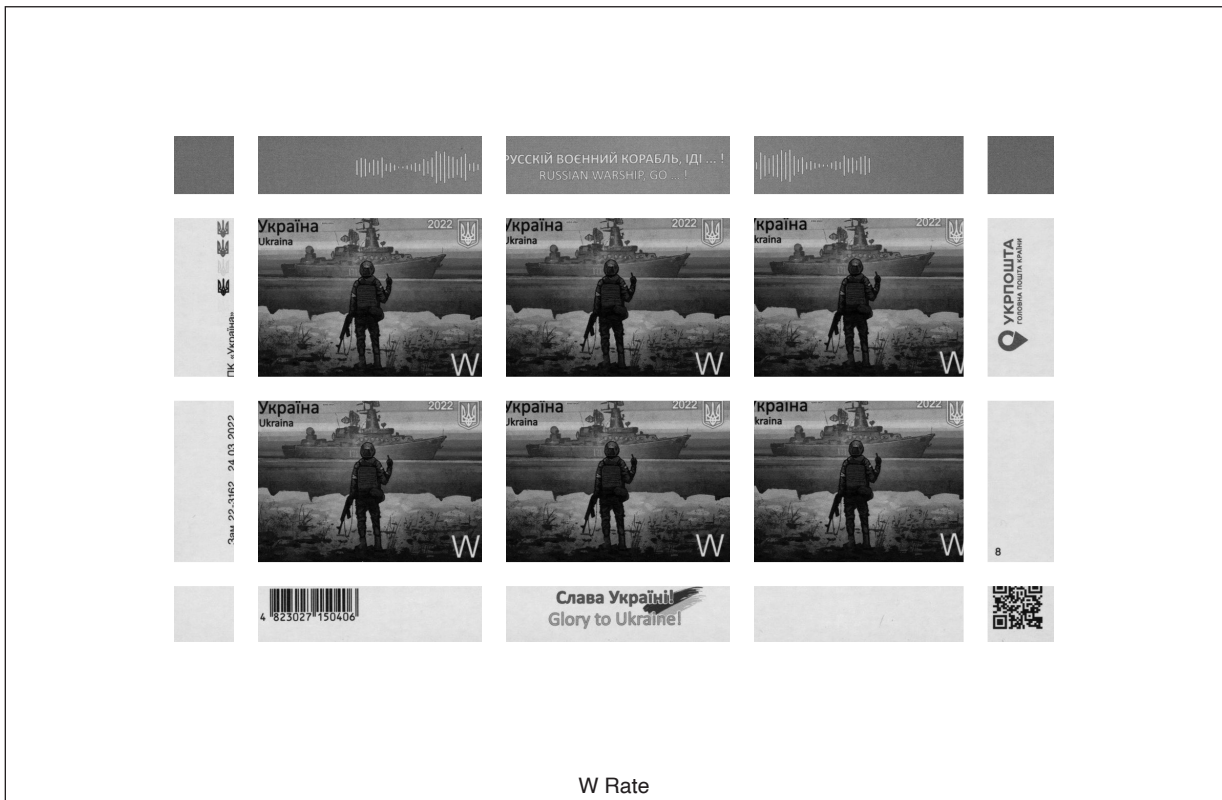 РУССКІЙ ВОЄННИЙ КОРАБЛЬ, ІДІ ... !
RUSSIAN WARSHIP, GO ... !
Україна
Ukraina
2022
W
Україна
Ukraina
2022
W
країна
kraina
2022
W
ПК «Україна»
УКРПОШТА
ГОЛОВНА ПОШТА КРАЇНИ
Україна
Ukraina
2022
W
Україна
Ukraina
2022
W
країна
kraina
2022
W
Зам. 22-3162 24.03.2022
8
4 823027 150406
Слава Україні!
Glory to Ukraine!
W Rate